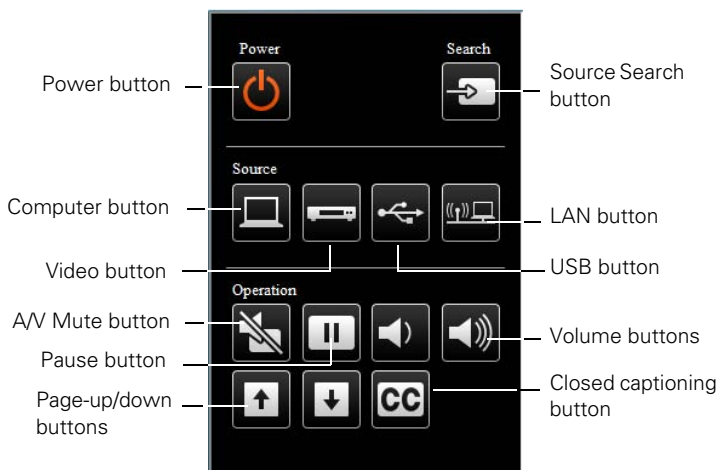 Power
Search
Power button
Source Search
button
Source
Computer button
LAN button
Video button
USB button
Operation
A/V Mute button
Volume buttons
Pause button
CC
Closed captioning
button
Page-up/down
buttons